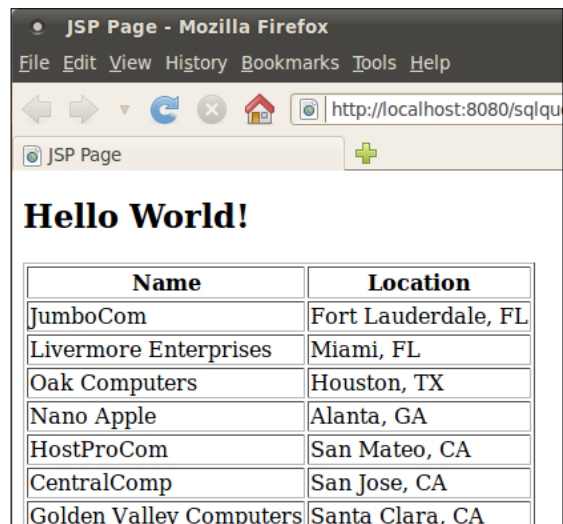 JSP Page - Mozilla Firefox
File Edit View History Bookmarks Tools Help
http://localhost:8080/sqlqu
JSP Page
Hello World!
Name Location
JumboCom Fort Lauderdale, FL
Livermore Enterprises Miami, FL
Oak Computers Houston, TX
Nano Apple Alanta, GA
HostProCom San Mateo, CA
CentralComp San Jose, CA
Golden Valley Computers Santa Clara, CA